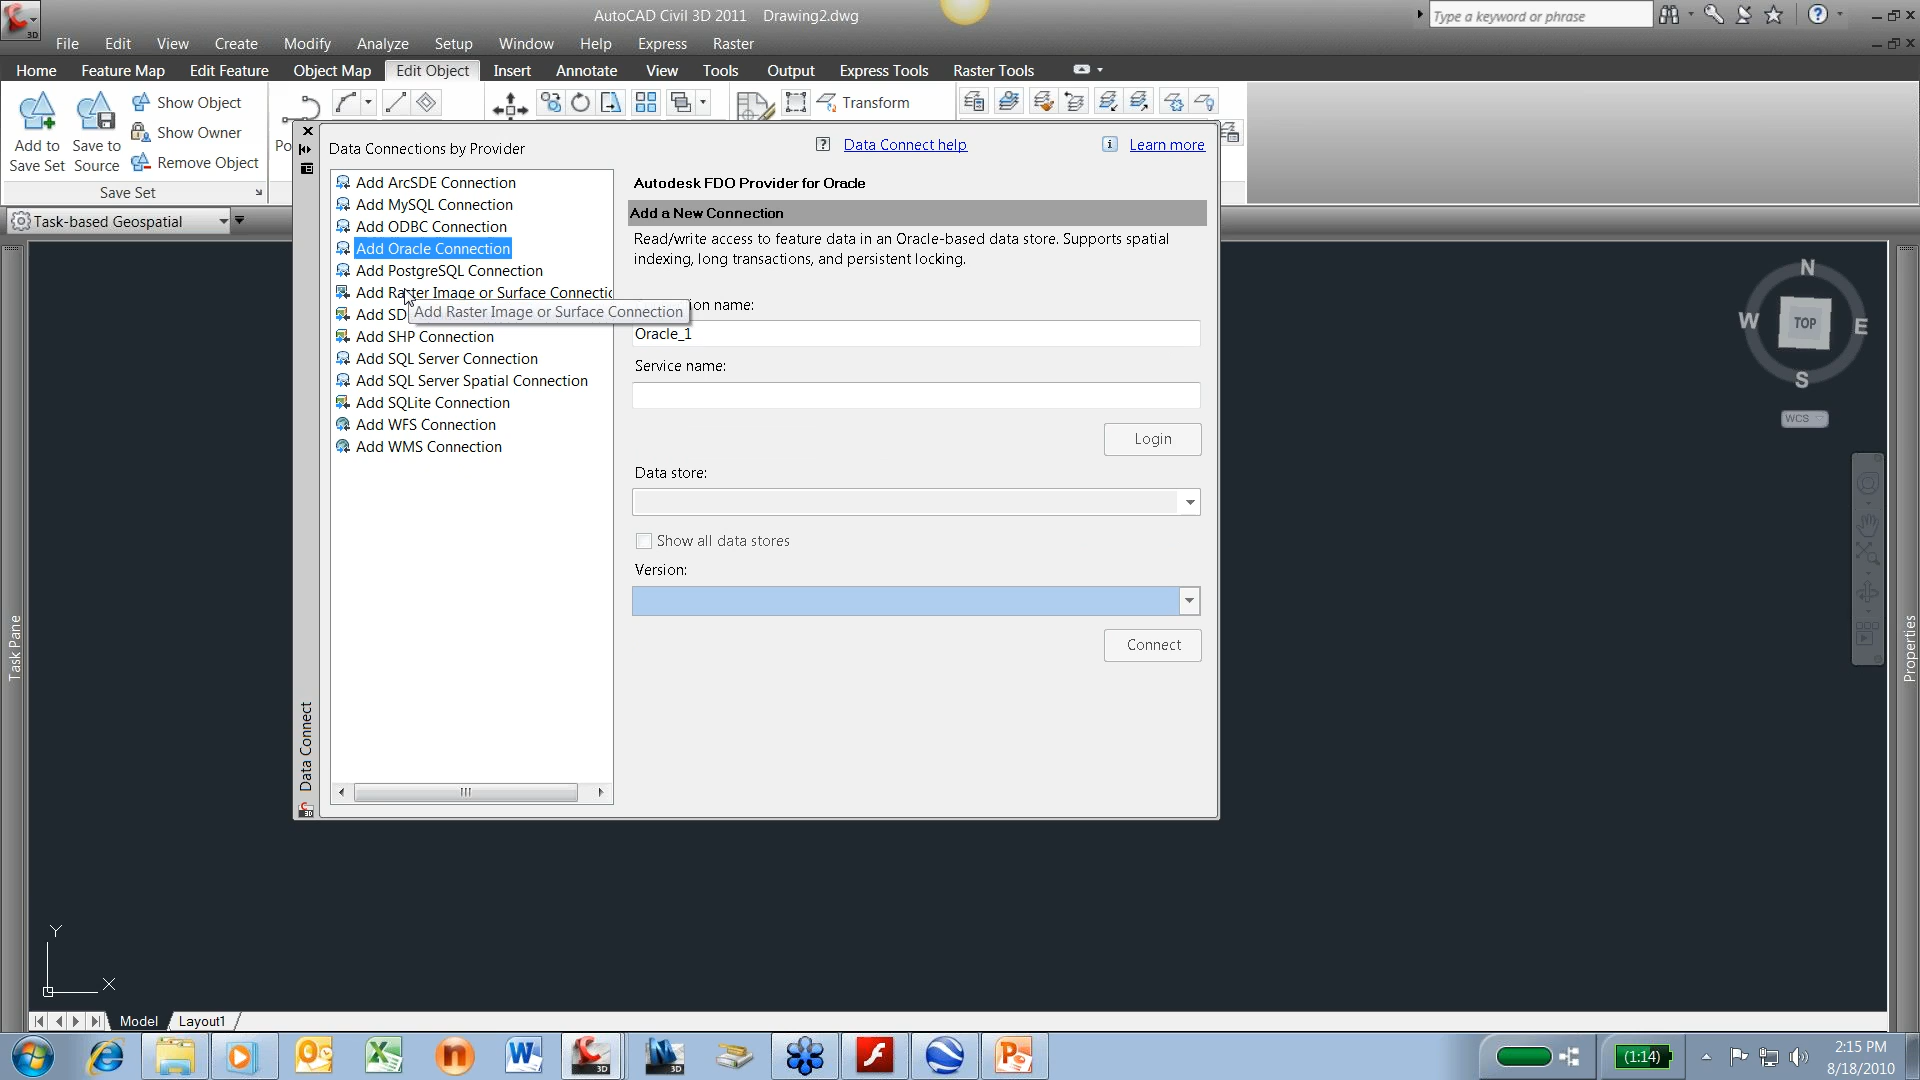 AutoCAD Civil 3D 2011 Drawing2.dwg
Type a keyword or phrase
File Edit View Create Modify Analyze Setup Window Help Express Raster
Home Feature Map Edit Feature Object Map Edit Object Insert Annotate View Tools Output Express Tools Raster Tools
Show Object
Transform
Show Owner
Add to
Save Set
Save to
Source
Remove Object
Po
Save Set
Task-based Geospatial
Data Connections by Provider
Data Connect help
Learn more
Add ArcSDE Connection
Add MySQL Connection
Add ODBC Connection
Add Oracle Connection
Add PostgreSQL Connection
Add Raster Image or Surface Connectio
Add SD
Add Raster Image or Surface Connection
Add SHP Connection
Add SQL Server Connection
Add SQL Server Spatial Connection
Add SQLite Connection
Add WFS Connection
Add WMS Connection
Autodesk FDO Provider for Oracle
Add a New Connection
Read/write access to feature data in an Oracle-based data store. Supports spatial
indexing, long transactions, and persistent locking.
on name:
Oracle_1
Service name:
Login
Data store:
Show all data stores
Version:
Connect
Data Connect
Task Pane
Properties
N
W
TOP
E
S
WCS
Y
X
Model Layout1
(1:14)
2:15 PM
8/18/2010